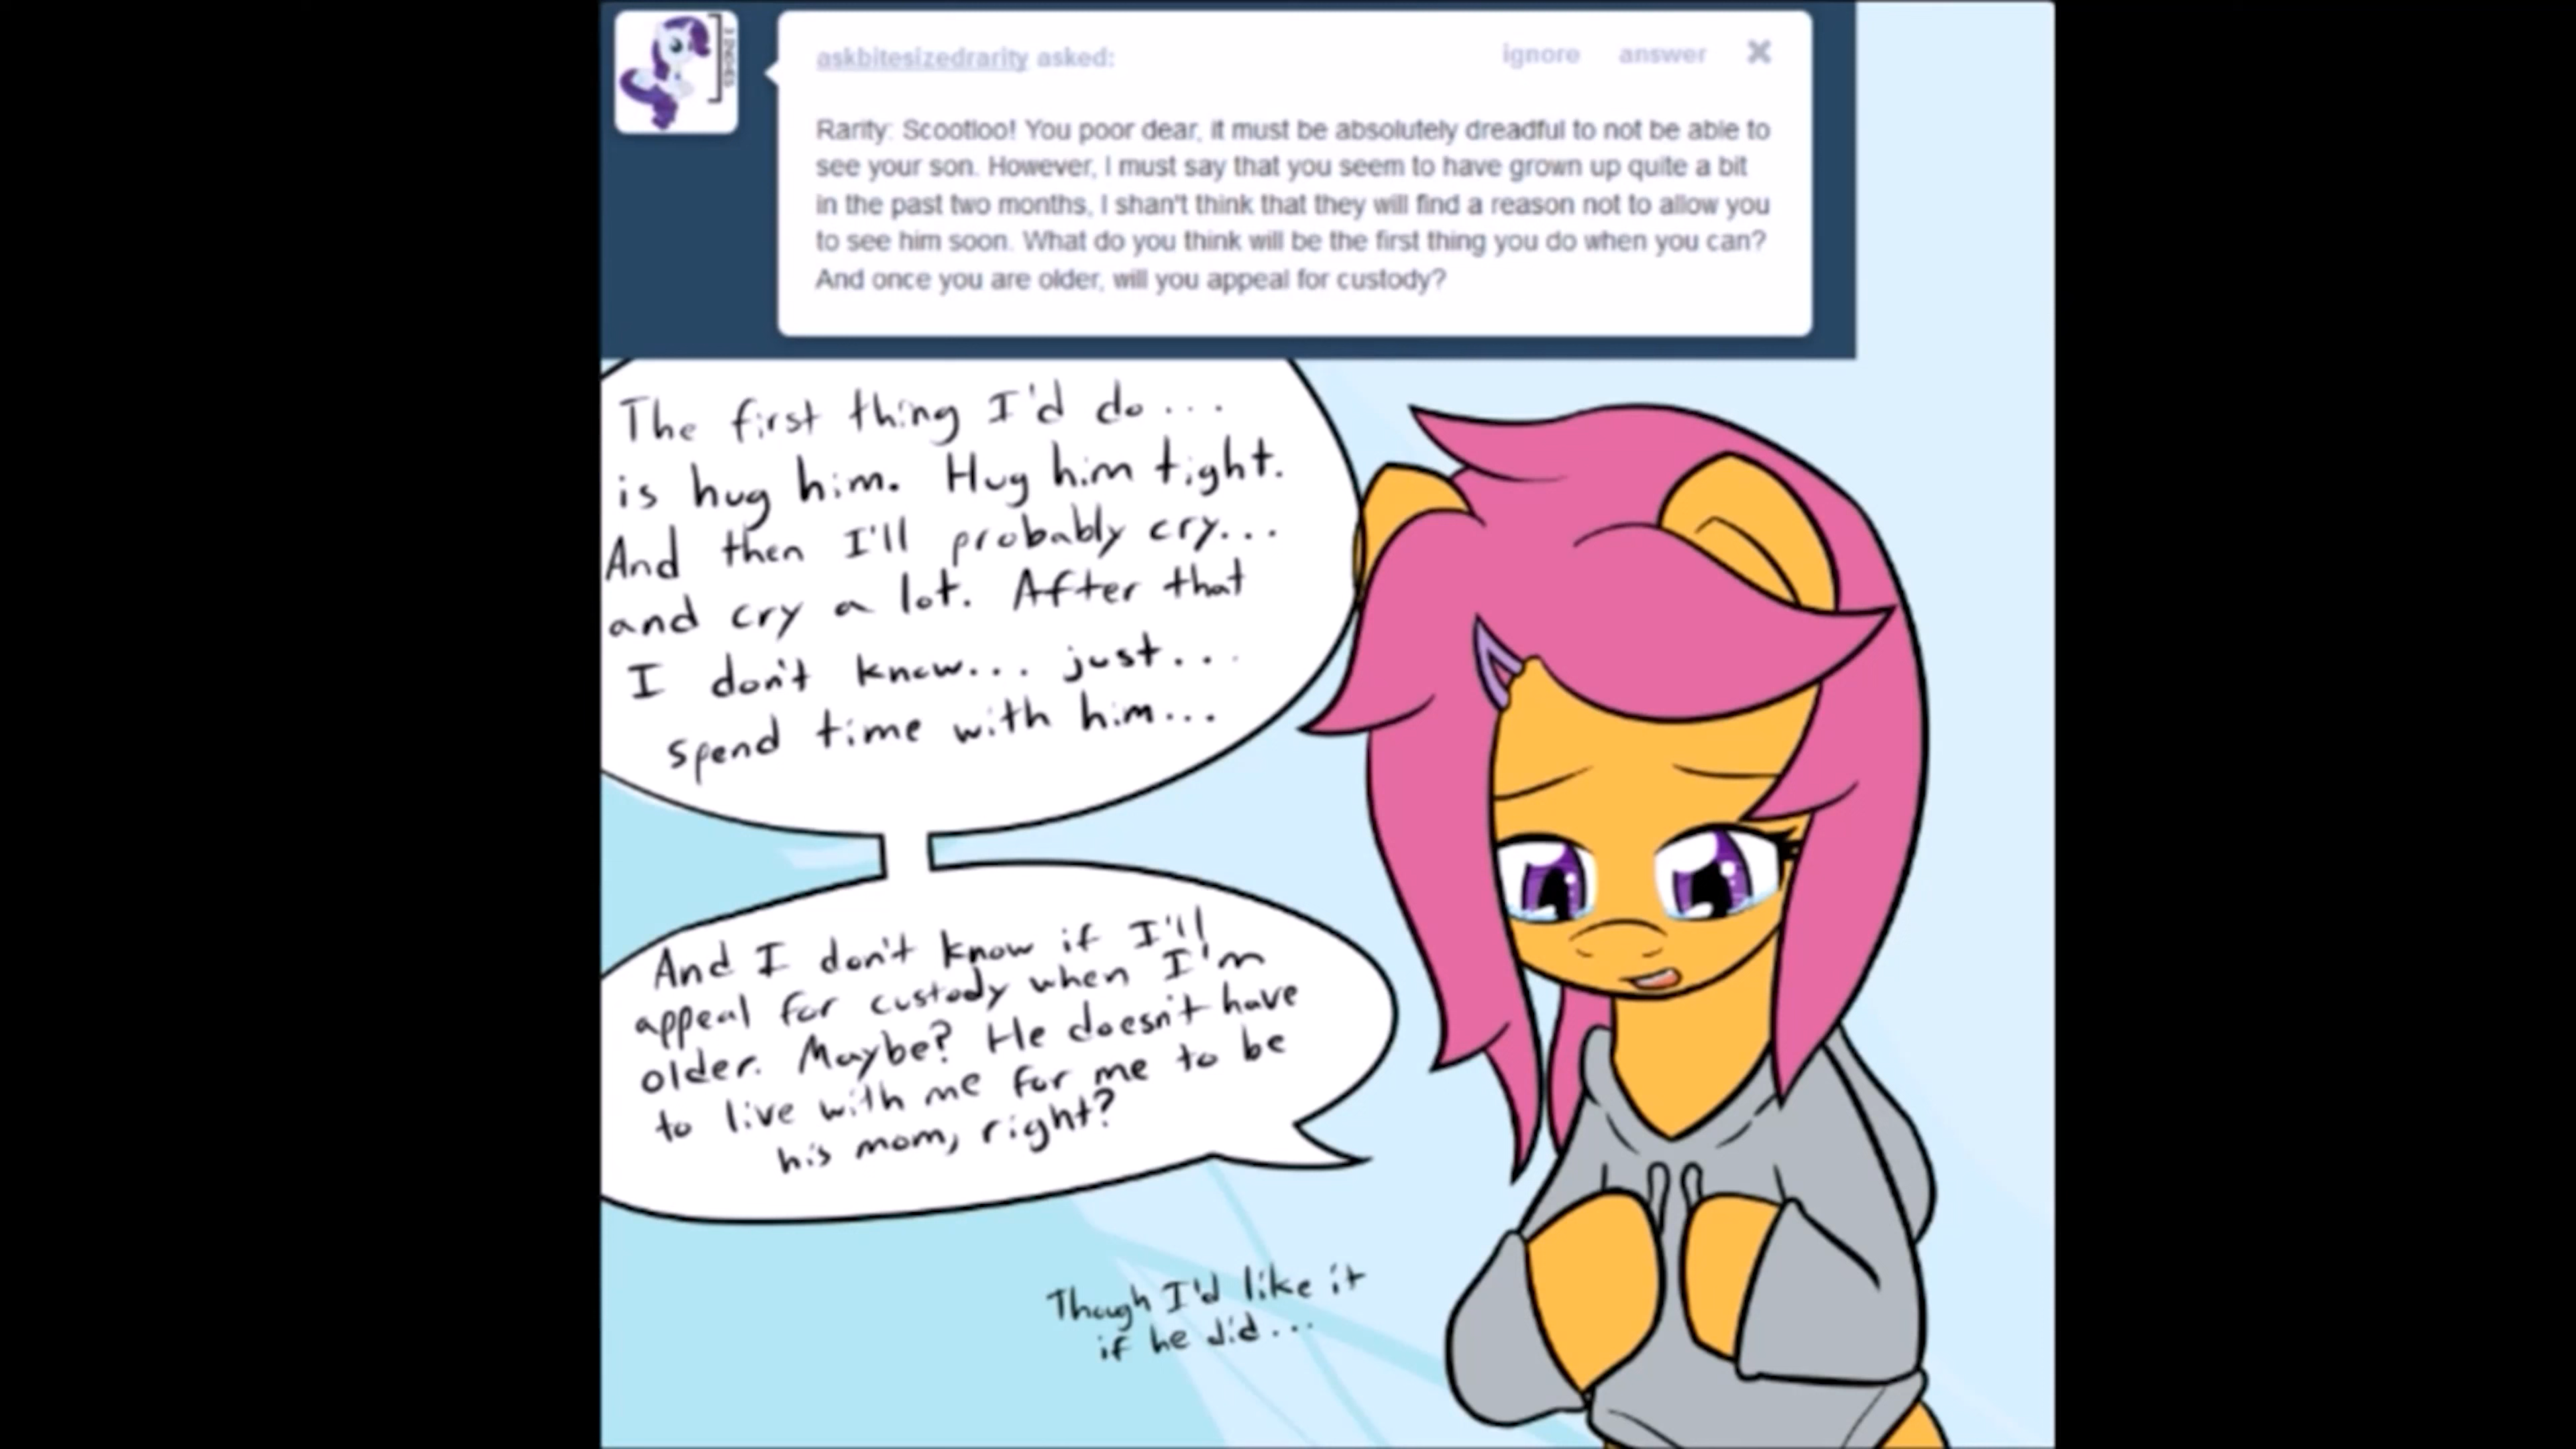 askbitesizedrarity asked:
ignore answer X
3 INCHES
Rarity: Scootloo! You poor dear, it must be absolutely dreadful to not be able to
see your son. However, I must say that you seem to have grown up quite a bit
in the past two months, I shan't think that they will find a reason not to allow you
to see him soon. What do you think will be the first thing you do when you can?
And once you are older, will you appeal for custody?
The first thing I'd do...
is hug him. Hug him tight.
And then I'll probably cry...
and cry a lot. After that
I don't know... just...
spend time with him...
And I don't know if I'll
appeal for custody when I'm
older. Maybe? He doesn't have
to live with me for me to be
his mom, right?
Though I'd like it
if he did...